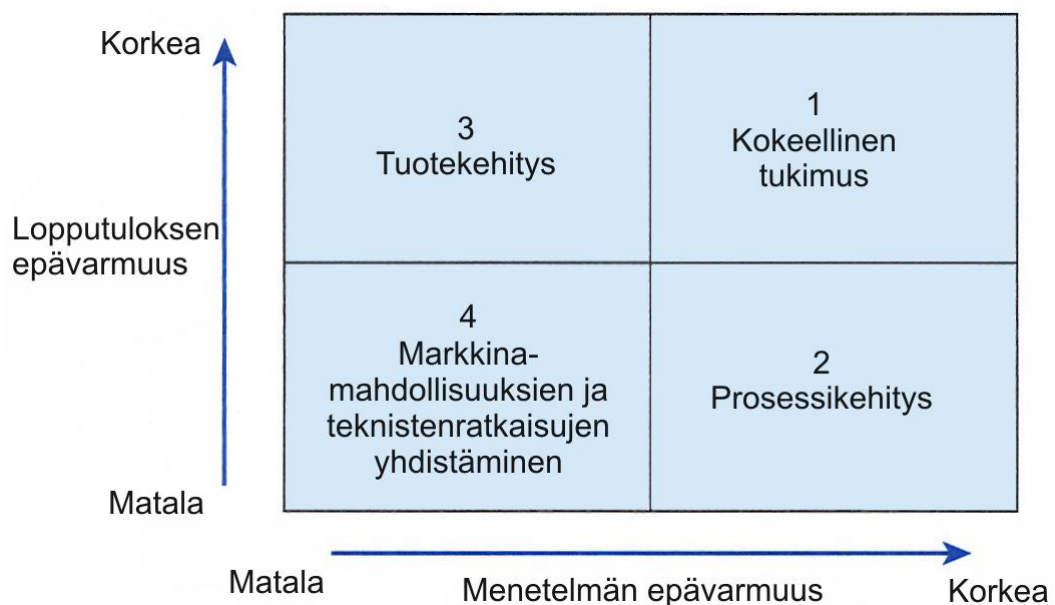 Korkea
Lopputuloksen
epävarmuus
Matala
3
Tuotekehitys
1
Kokeellinen
tukimus
4
Markkina-
mahdollisuuksien ja
teknistenratkaisujen
yhdistäminen
2
Prosessikehitys
Matala
Menetelmän epävarmuus
Korkea